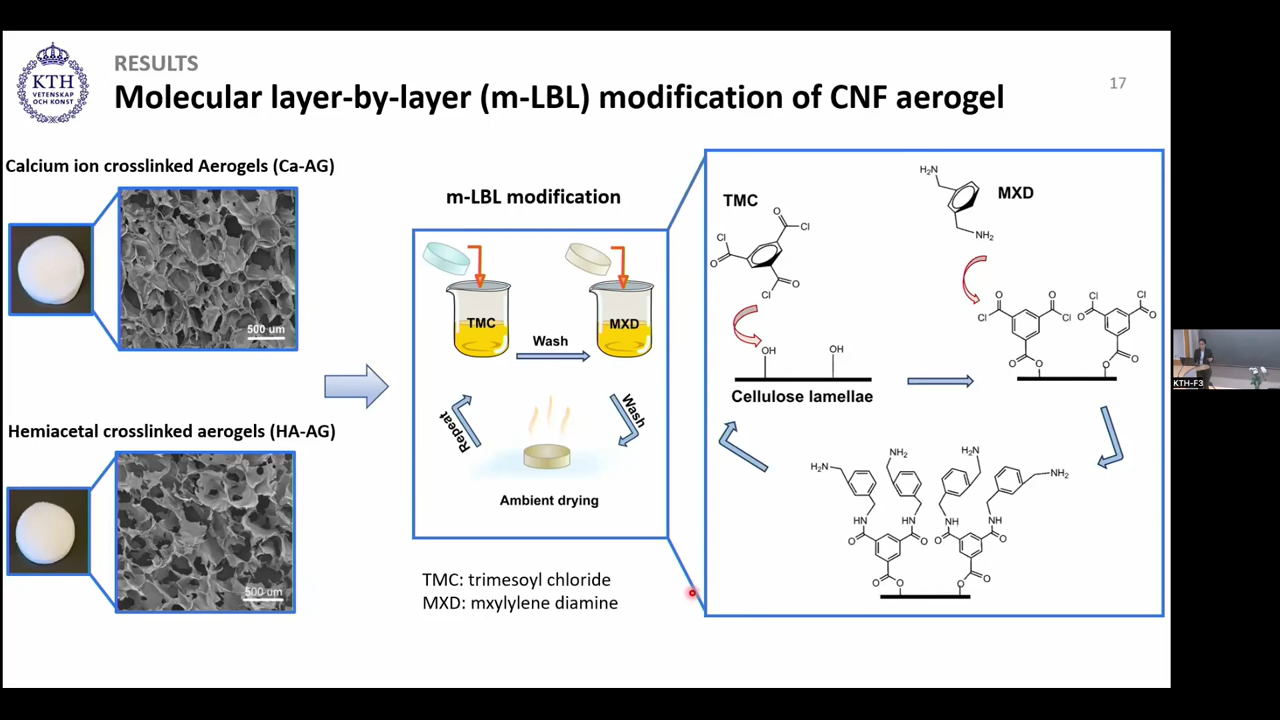 KTH
VETENSKAP
OCH KONST
RESULTS
Molecular layer-by-layer (m-LBL) modification of CNF aerogel
17
Calcium ion crosslinked Aerogels (Ca-AG)
500 um
Hemiacetal crosslinked aerogels (HA-AG)
500 um
m-LBL modification
TMC
MXD
Wash
Wash
Repeat
Ambient drying
TMC: trimesoyl chloride
MXD: mxylylene diamine
TMC
O
Cl
Cl
O
Cl
O
OH
OH
Cellulose lamellae
H₂N
MXD
NH₂
O
O
Cl
Cl
O
O
Cl
Cl
O
O
O
O
O
O
H₂N
NH₂
H₂N
NH₂
HN
HN
NH
NH
O
O
O
O
O
O
O
O
KTH-F3